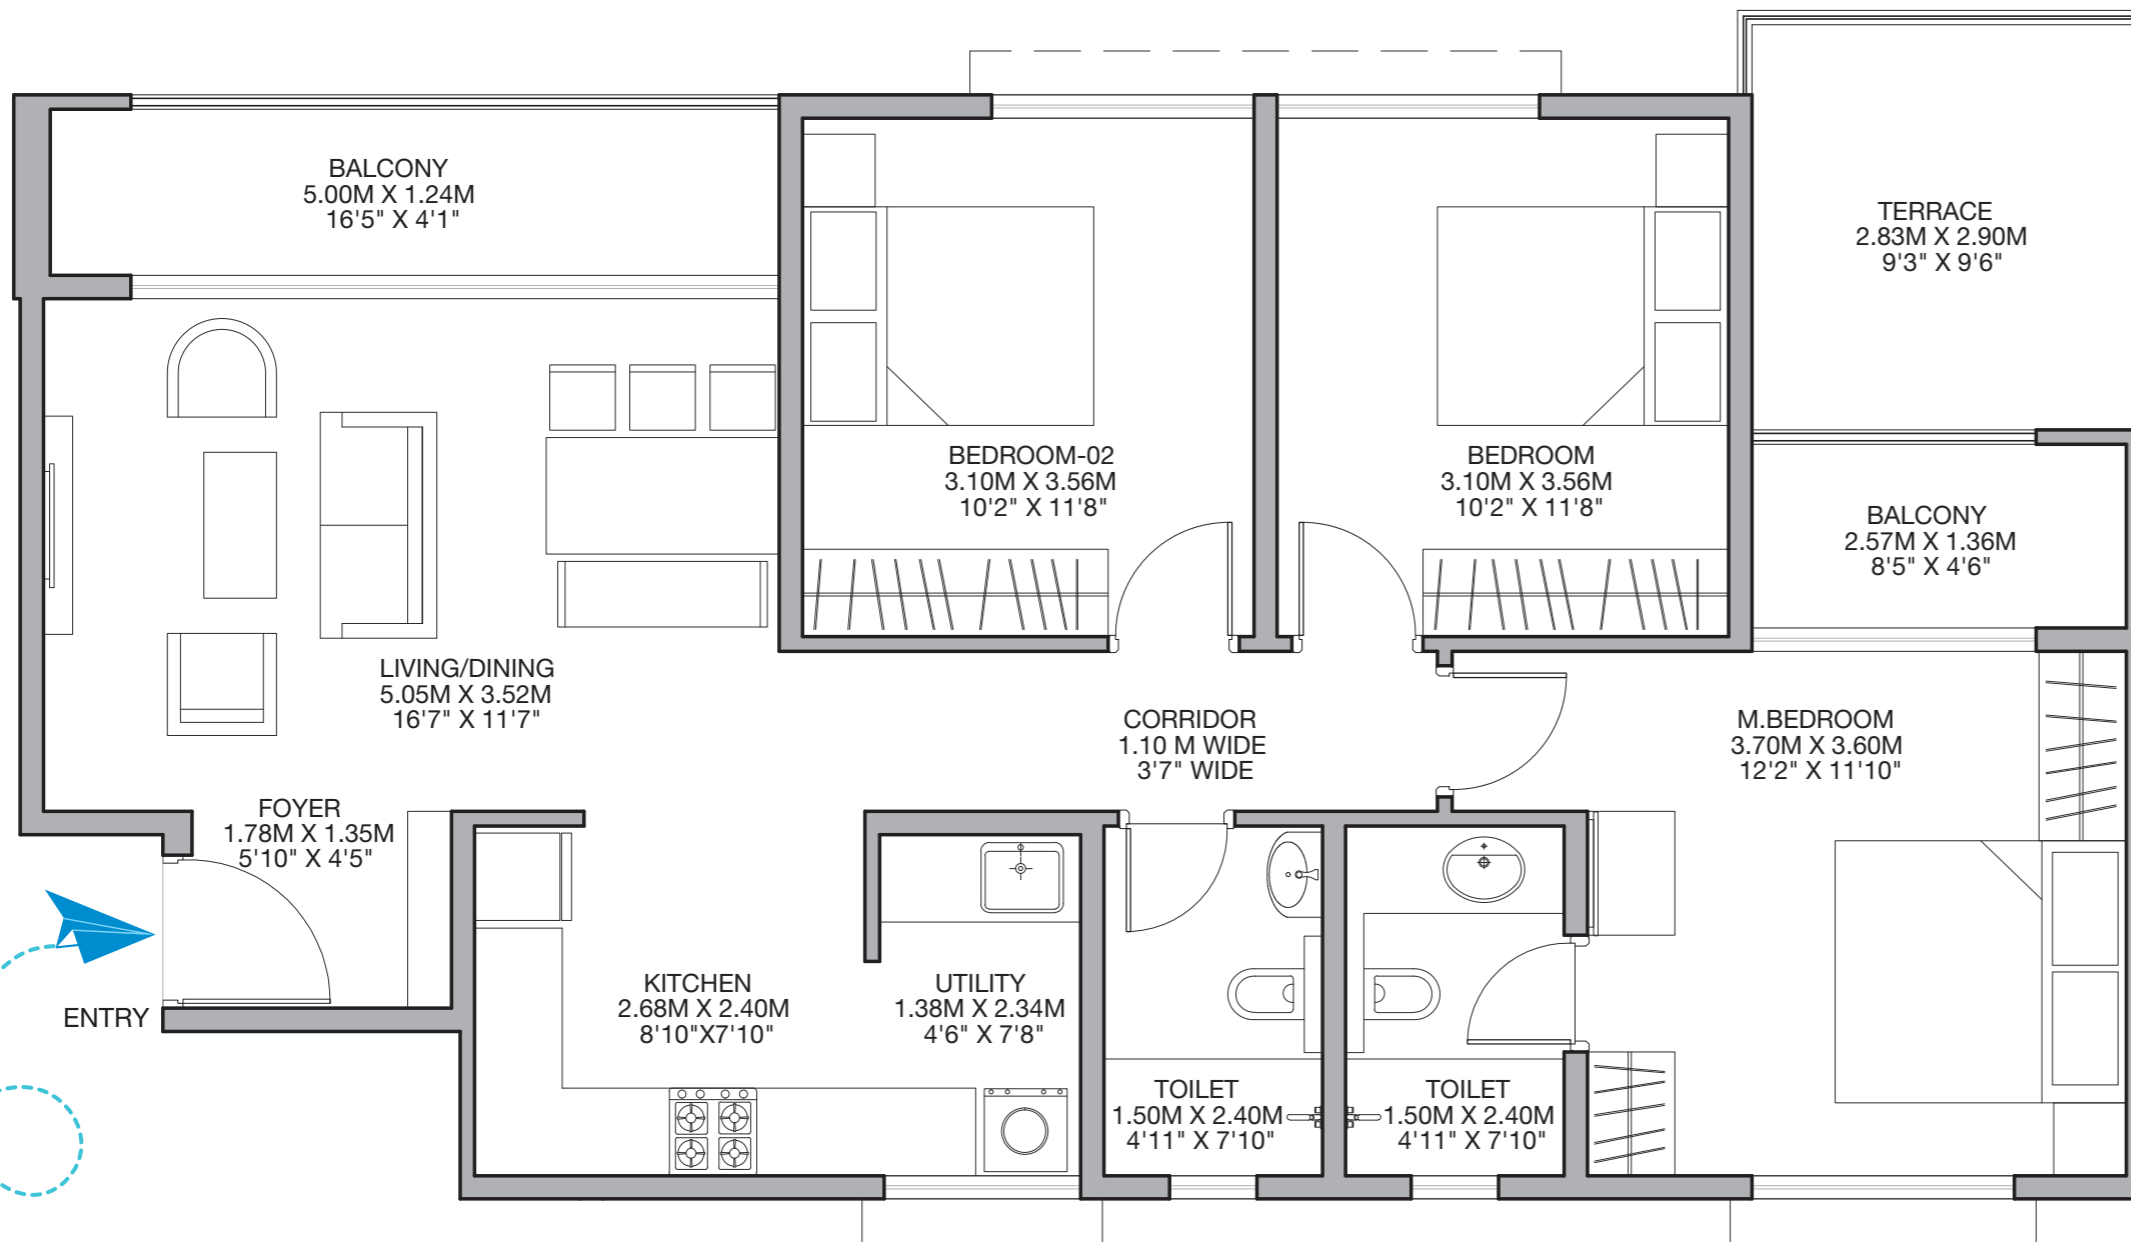 BALCONY
5.00M X 1.24M
16'5" X 4'1"
TERRACE
2.83M X 2.90M
9'3" X 9'6"
BEDROOM-02
3.10M X 3.56M
10'2" X 11'8"
BEDROOM
3.10M X 3.56M
10'2" X 11'8"
BALCONY
2.57M X 1.36M
8'5" X 4'6"
LIVING/DINING
5.05M X 3.52M
16'7" X 11'7"
CORRIDOR
1.10 M WIDE
3'7" WIDE
M.BEDROOM
3.70M X 3.60M
12'2" X 11'10"
FOYER
1.78M X 1.35M
5'10" X 4'5"
ENTRY
KITCHEN
2.68M X 2.40M
8'10"X7'10"
UTILITY
1.38M X 2.34M
4'6" X 7'8"
TOILET
1.50M X 2.40M
4'11" X 7'10"
TOILET
1.50M X 2.40M
4'11" X 7'10"